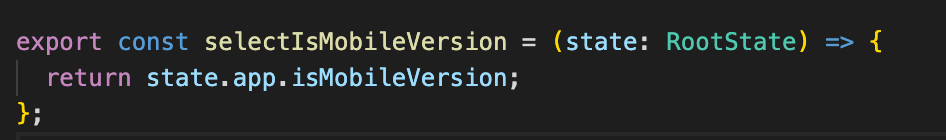 export const selectIsMobileVersion = (state: RootState) => {
  return state.app.isMobileVersion;
};